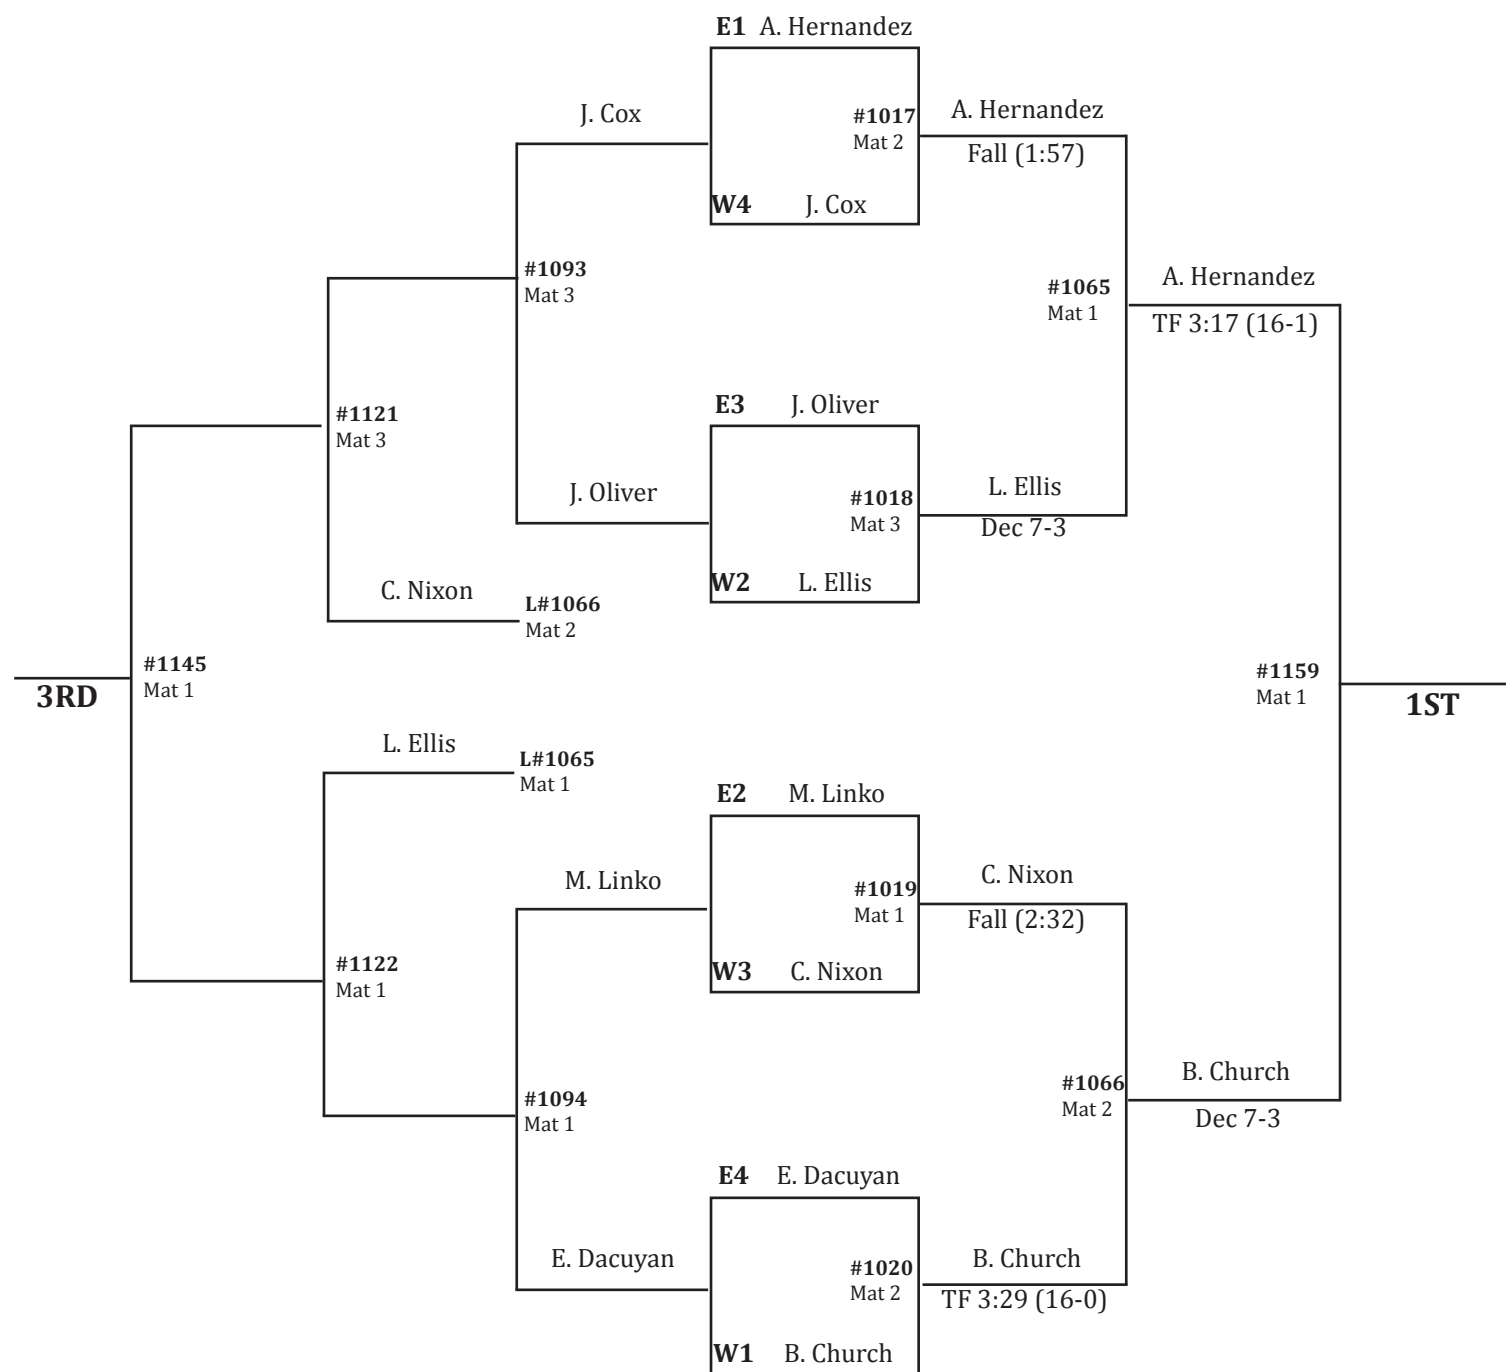 E1 A. Hernandez
J. Cox
#1017
Mat 2
A. Hernandez
Fall (1:57)
W4 J. Cox
#1093
Mat 3
#1065
Mat 1
A. Hernandez
TF 3:17 (16-1)
#1121
Mat 3
E3 J. Oliver
J. Oliver
#1018
Mat 3
L. Ellis
Dec 7-3
W2 L. Ellis
C. Nixon
L#1066
Mat 2
#1145
Mat 1
3RD
#1159
Mat 1
1ST
L. Ellis
L#1065
Mat 1
E2 M. Linko
M. Linko
#1019
Mat 1
C. Nixon
Fall (2:32)
W3 C. Nixon
#1122
Mat 1
#1094
Mat 1
#1066
Mat 2
B. Church
Dec 7-3
E4 E. Dacuyan
E. Dacuyan
#1020
Mat 2
B. Church
TF 3:29 (16-0)
W1 B. Church